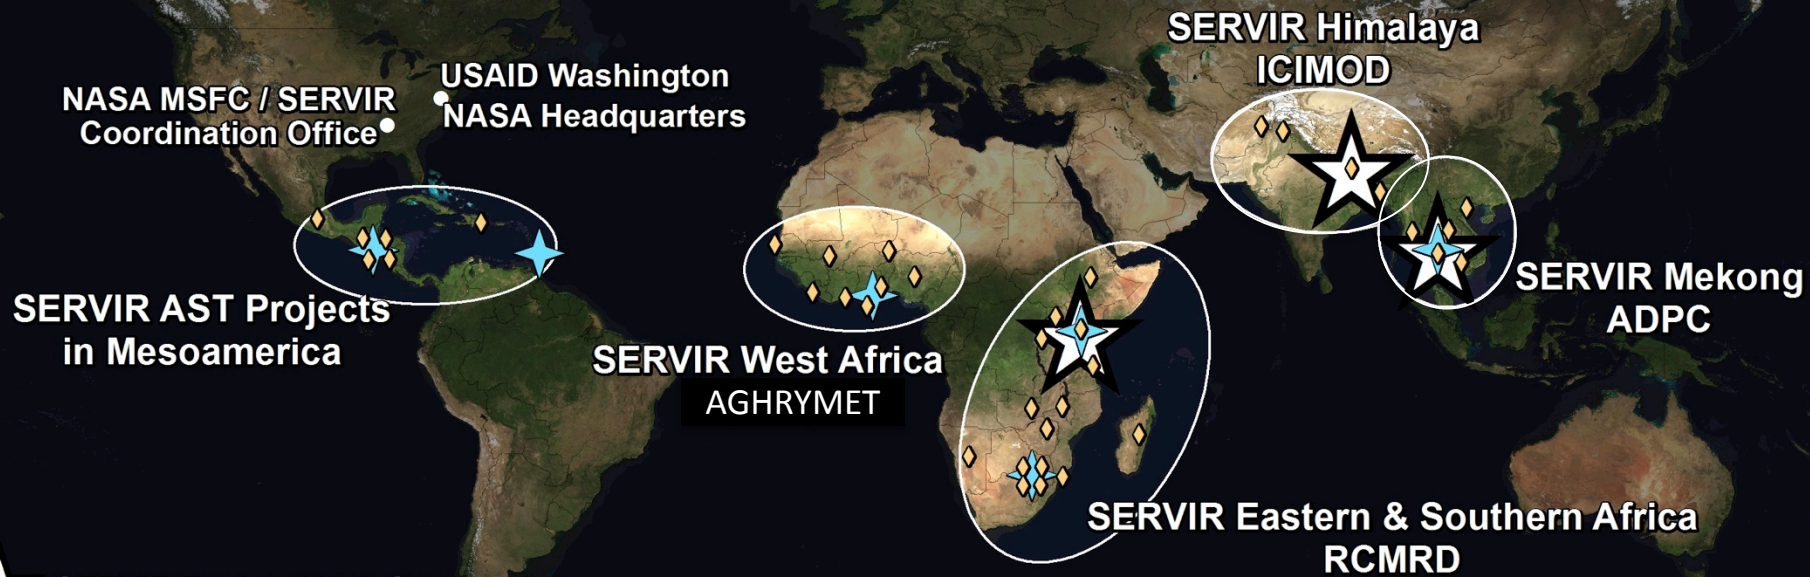 SERVIR Himalaya
ICIMOD
USAID Washington
NASA Headquarters
NASA MSFC / SERVIR
Coordination Office
SERVIR AST Projects
in Mesoamerica
SERVIR West Africa
AGHRYMET
SERVIR Mekong
ADPC
SERVIR Eastern & Southern Africa
RCMRD